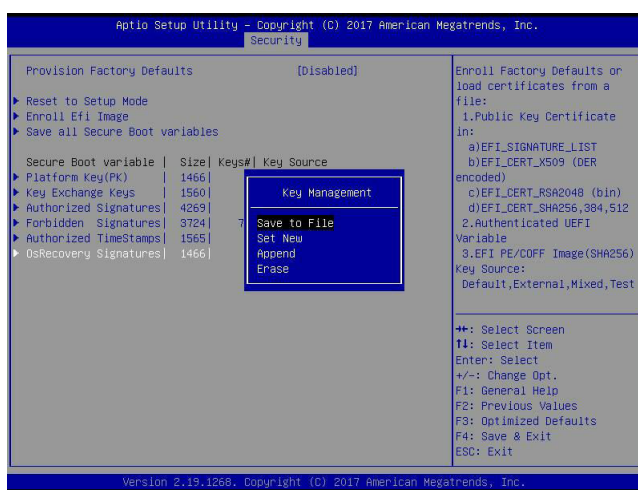 Aptio Setup Utility – Copyright (C) 2017 American Megatrends, Inc.
Security
Provision Factory Defaults [Disabled]
Reset to Setup Mode
Enroll Efi Image
Save all Secure Boot variables
Secure Boot variable | Size| Keys#| Key Source
Platform Key(PK) | 1466|
Key Exchange Keys | 1560|
Authorized Signatures| 4269|
Forbidden Signatures| 3724| 7
Authorized TimeStamps| 1565|
OsRecovery Signatures| 1466|
Key Management
Save to File
Set New
Append
Erase
Enroll Factory Defaults or
load certificates from a
file:
1.Public Key Certificate
in:
a)EFI_SIGNATURE_LIST
b)EFI_CERT_X509 (DER
encoded)
c)EFI_CERT_RSA2048 (bin)
d)EFI_CERT_SHA256,384,512
2.Authenticated UEFI
Variable
3.EFI PE/COFF Image(SHA256)
Key Source:
Default,External,Mixed,Test
→←: Select Screen
↑↓: Select Item
Enter: Select
+/-: Change Opt.
F1: General Help
F2: Previous Values
F3: Optimized Defaults
F4: Save & Exit
ESC: Exit
Version 2.19.1268. Copyright (C) 2017 American Megatrends, Inc.